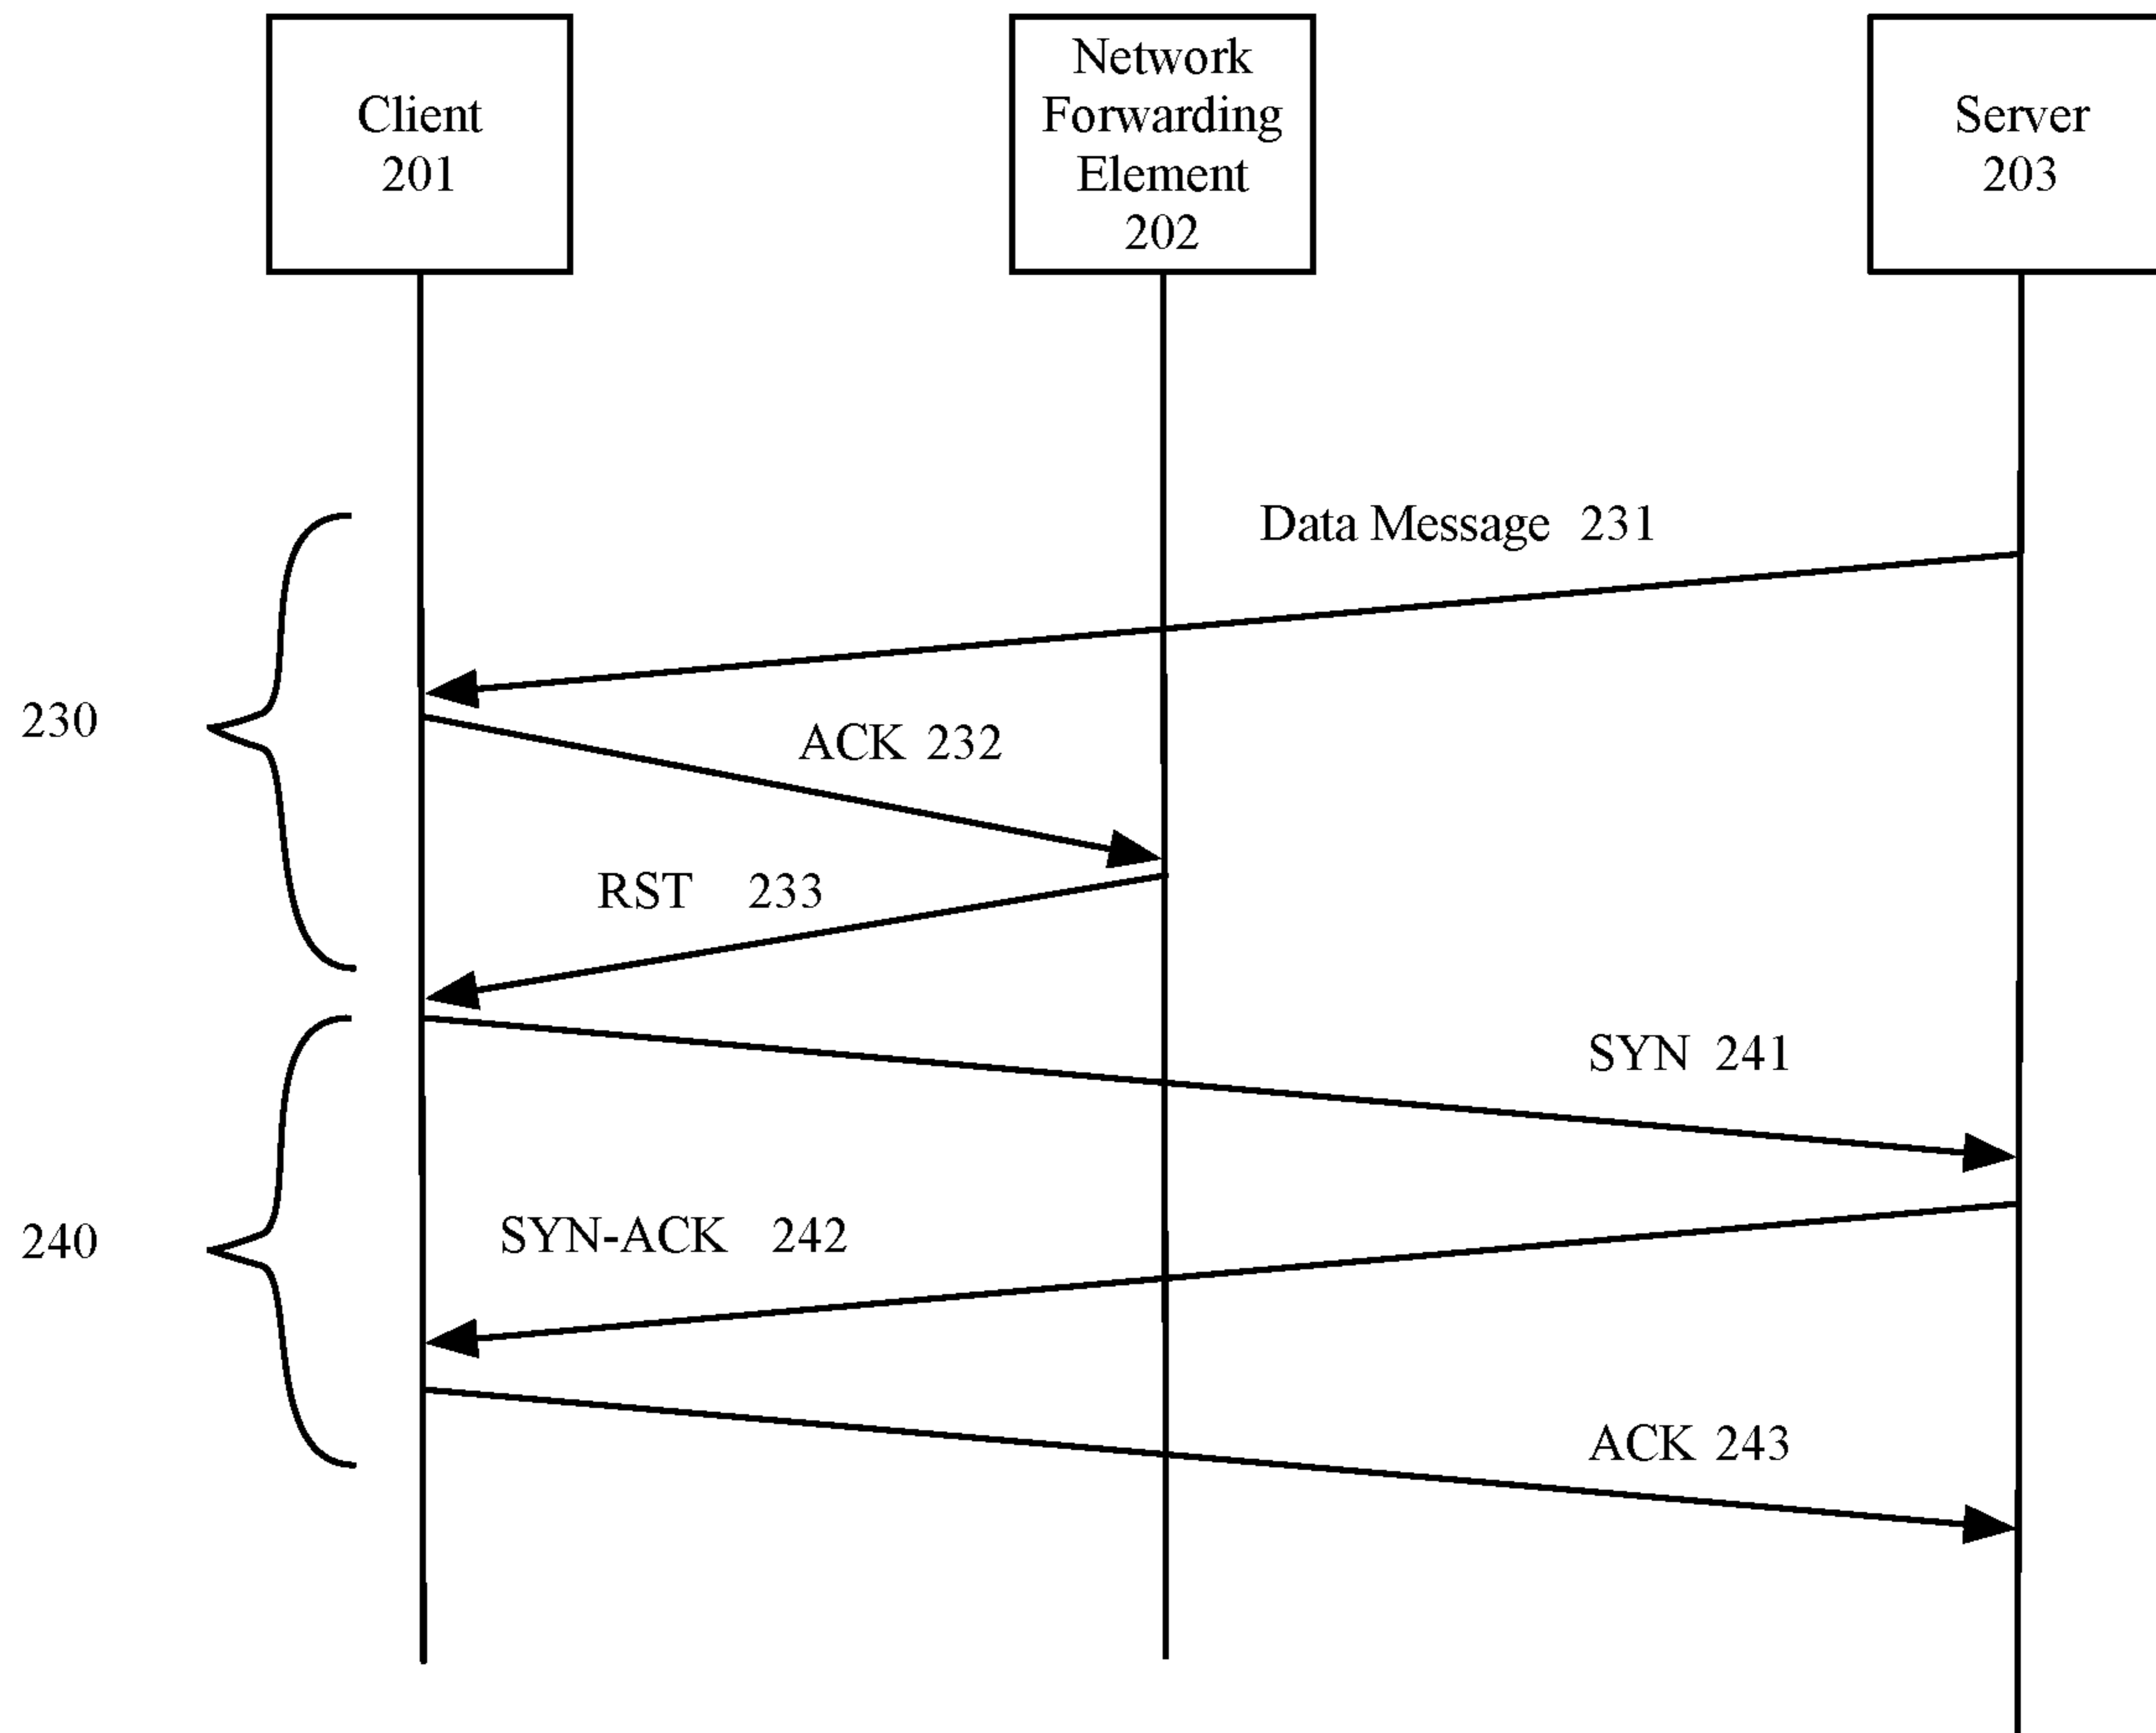 Client
201
Network
Forwarding
Element
202
Server
203
Data Message 231
230
ACK 232
RST 233
SYN 241
240
SYN-ACK 242
ACK 243